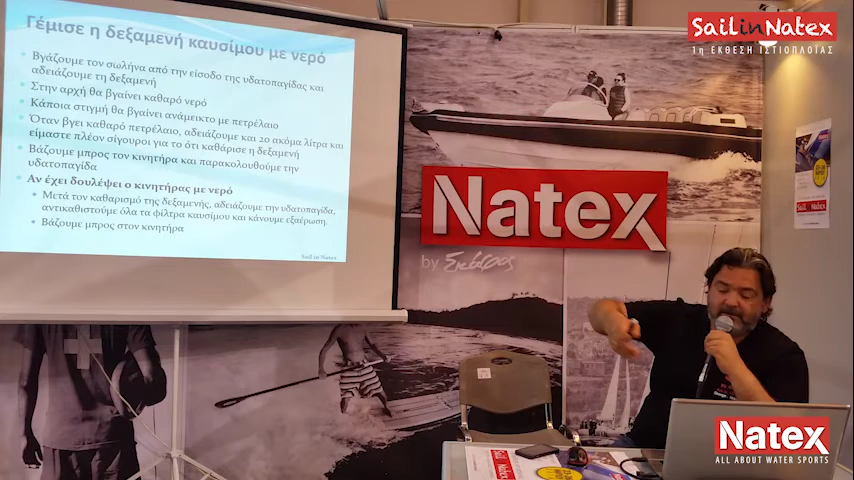 Γέμισε η δεξαμενή καυσίμου με νερό
Βγάζουμε τον σωλήνα από την είσοδο της υδατοπαγίδας και
αδειάζουμε τη δεξαμενή
Στην αρχή θα βγαίνει καθαρό νερό
Κάποια στιγμή θα βγαίνει ανάμεικτο με πετρέλαιο
Όταν βγει καθαρό πετρέλαιο, αδειάζουμε και 20 ακόμα λίτρα και
είμαστε πλέον σίγουροι για το ότι καθάρισε η δεξαμενή
Βάζουμε μπρος τον κινητήρα και παρακολουθούμε την
υδατοπαγίδα
Αν έχει δουλέψει ο κινητήρας με νερό
Μετά τον καθαρισμό της δεξαμενής, αδειάζουμε την υδατοπαγίδα,
αντικαθιστούμε όλα τα φίλτρα καυσίμου και κάνουμε εξαέρωση.
Βάζουμε μπρος στον κινητήρα
Sail in Natex
SailinNatex
1η ΕΚΘΕΣΗ ΙΣΤΙΟΠΛΟΪΑΣ
Natex
by Σκάρος
Natex
ALL ABOUT WATER SPORTS